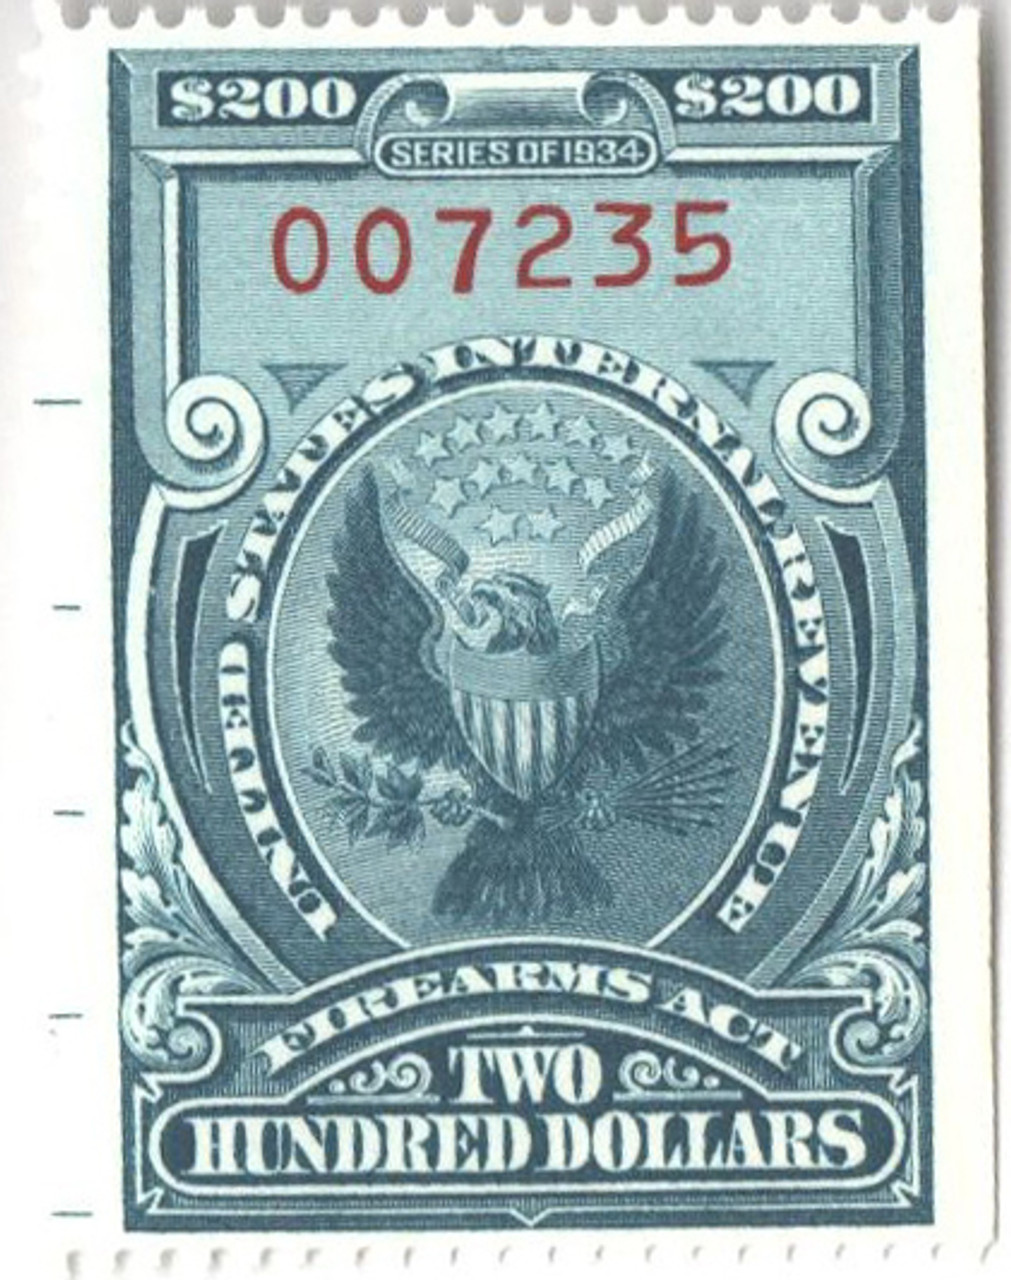 $200 $200
SERIES OF 1934
007235
UNITED STATES INTERNAL REVENUE
FIREARMS ACT
TWO
HUNDRED DOLLARS